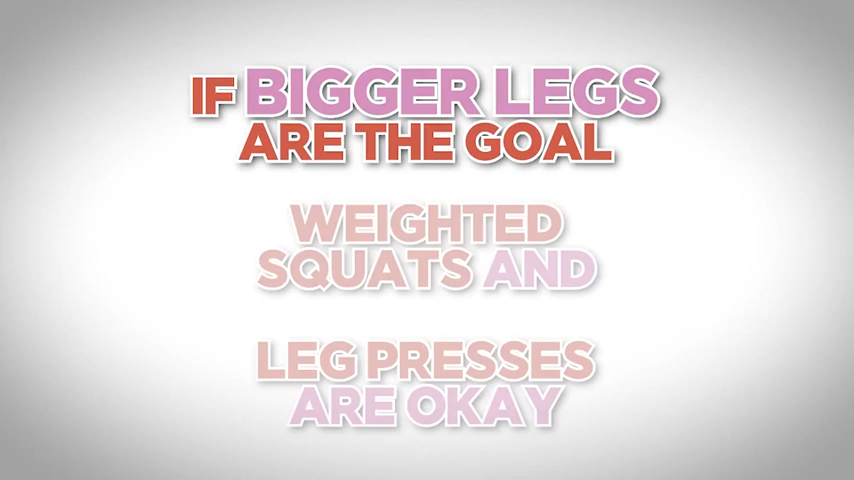 IF BIGGER LEGS
ARE THE GOAL
WEIGHTED
SQUATS AND
LEG PRESSES
ARE OKAY